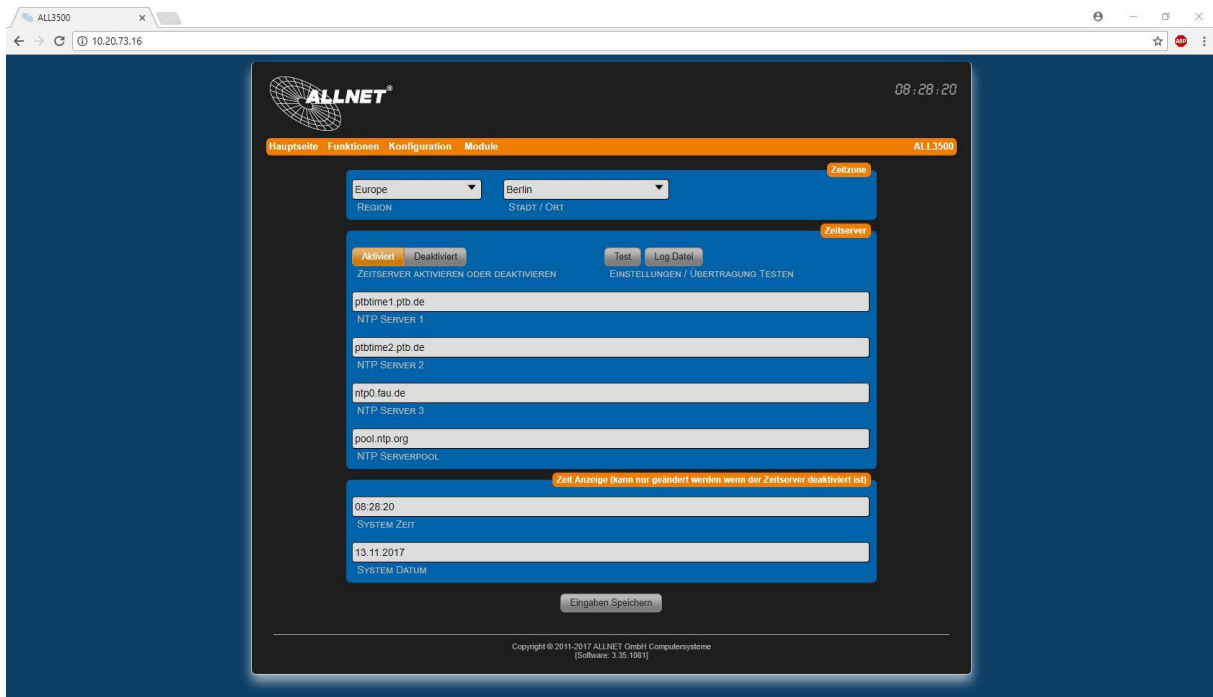 ALL3500
10.20.73.16
ABP
ALLNET®
08:28:20
Hauptseite Funktionen Konfiguration Module ALL3500
Zeitzone
Europe Berlin
REGION STADT / ORT
Zeitserver
Aktiviert Deaktiviert Test Log Datei
ZEITSERVER AKTIVIEREN ODER DEAKTIVIEREN EINSTELLUNGEN / ÜBERTRAGUNG TESTEN
ptbtime1.ptb.de
NTP SERVER 1
ptbtime2.ptb.de
NTP SERVER 2
ntp0.fau.de
NTP SERVER 3
pool.ntp.org
NTP SERVERPOOL
Zeit Anzeige (kann nur geändert werden wenn der Zeitserver deaktiviert ist)
08:28:20
SYSTEM ZEIT
13.11.2017
SYSTEM DATUM
Eingaben Speichern
Copyright © 2011-2017 ALLNET GmbH Computersysteme
[Software: 3.35.1081]